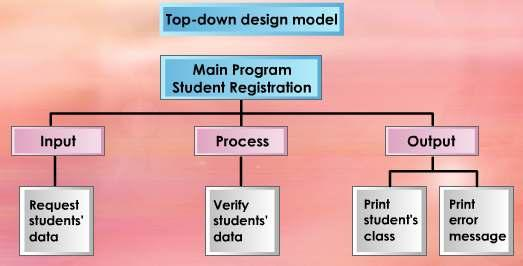 Top-down design model
Main Program
Student Registration
Input
Process
Output
Request
students'
data
Verify
students'
data
Print
student's
class
Print
error
message